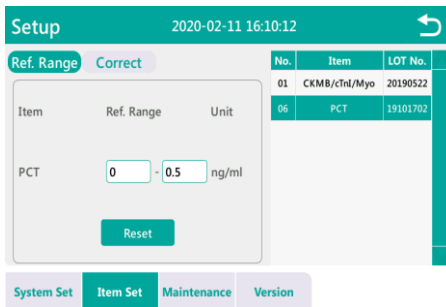 Setup 2020-02-11 16:10:12
Ref. Range Correct
Item Ref. Range Unit
PCT 0 - 0.5 ng/ml
Reset
No. Item LOT No.
01 CKMB/cTnI/Myo 20190522
06 PCT 19101702
System Set Item Set Maintenance Version